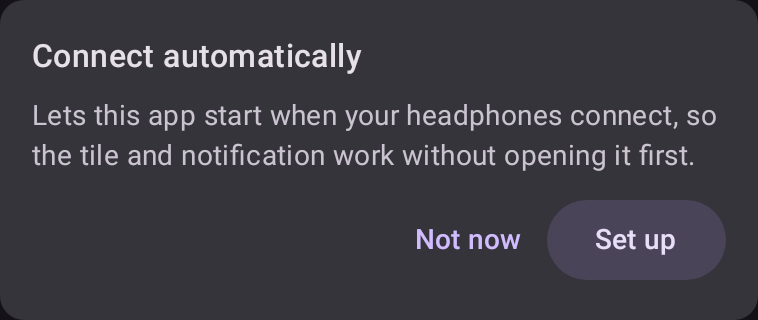 Connect automatically
Lets this app start when your headphones connect, so
the tile and notification work without opening it first.
Not now
Set up